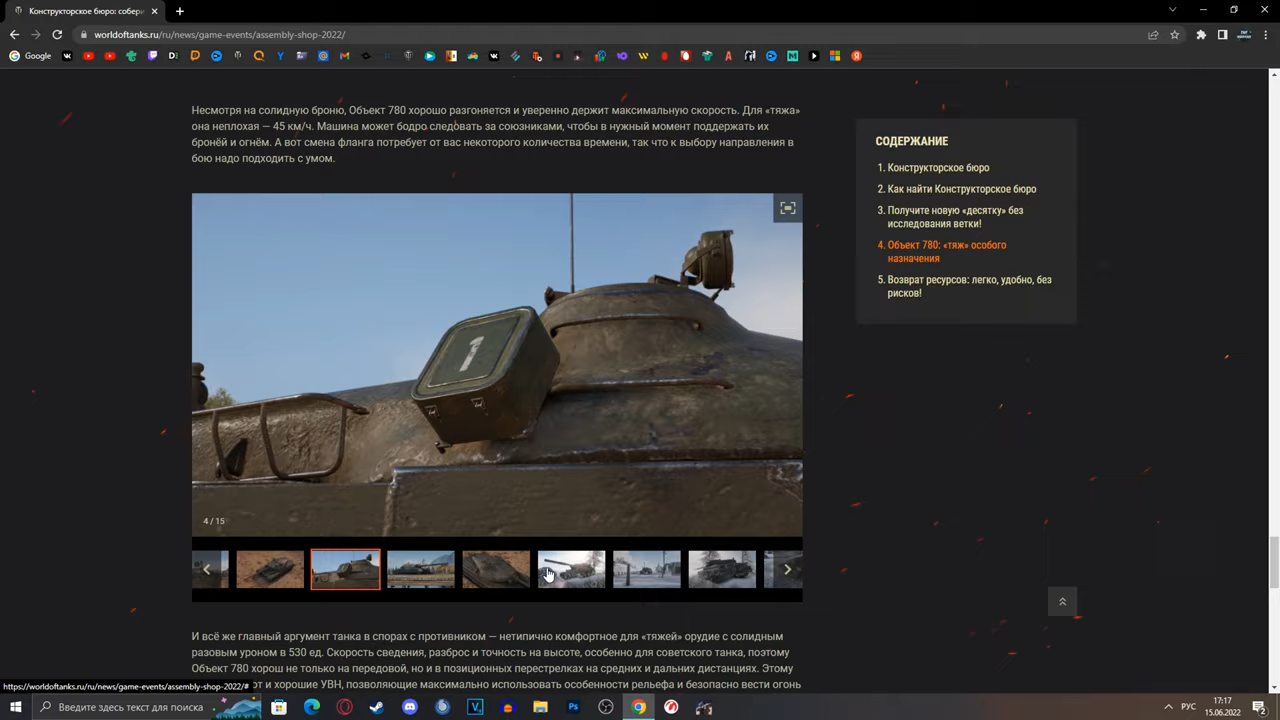 Конструкторское бюро: собери
worldoftanks.ru/ru/news/game-events/assembly-shop-2022/
Google
Несмотря на солидную броню, Объект 780 хорошо разгоняется и уверенно держит максимальную скорость. Для «тяжа»
она неплохая — 45 км/ч. Машина может бодро следовать за союзниками, чтобы в нужный момент поддержать их
бронёй и огнём. А вот смена фланга потребует от вас некоторого количества времени, так что к выбору направления в
бою надо подходить с умом.
СОДЕРЖАНИЕ
1. Конструкторское бюро
2. Как найти Конструкторское бюро
3. Получите новую «десятку» без
исследования ветки!
4. Объект 780: «тяж» особого
назначения
5. Возврат ресурсов: легко, удобно, без
рисков!
1
4 / 15
И всё же главный аргумент танка в спорах с противником — нетипично комфортное для «тяжей» орудие с солидным
разовым уроном в 530 ед. Скорость сведения, разброс и точность на высоте, особенно для советского танка, поэтому
Объект 780 хорош не только на передовой, но и в позиционных перестрелках на средних и дальних дистанциях. Этому
от и хорошие УВН, позволяющие максимально использовать особенности рельефа и безопасно вести огонь
https://worldoftanks.ru/ru/news/game-events/assembly-shop-2022/#
Введите здесь текст для поиска
РУС
17:17
15.06.2022
2